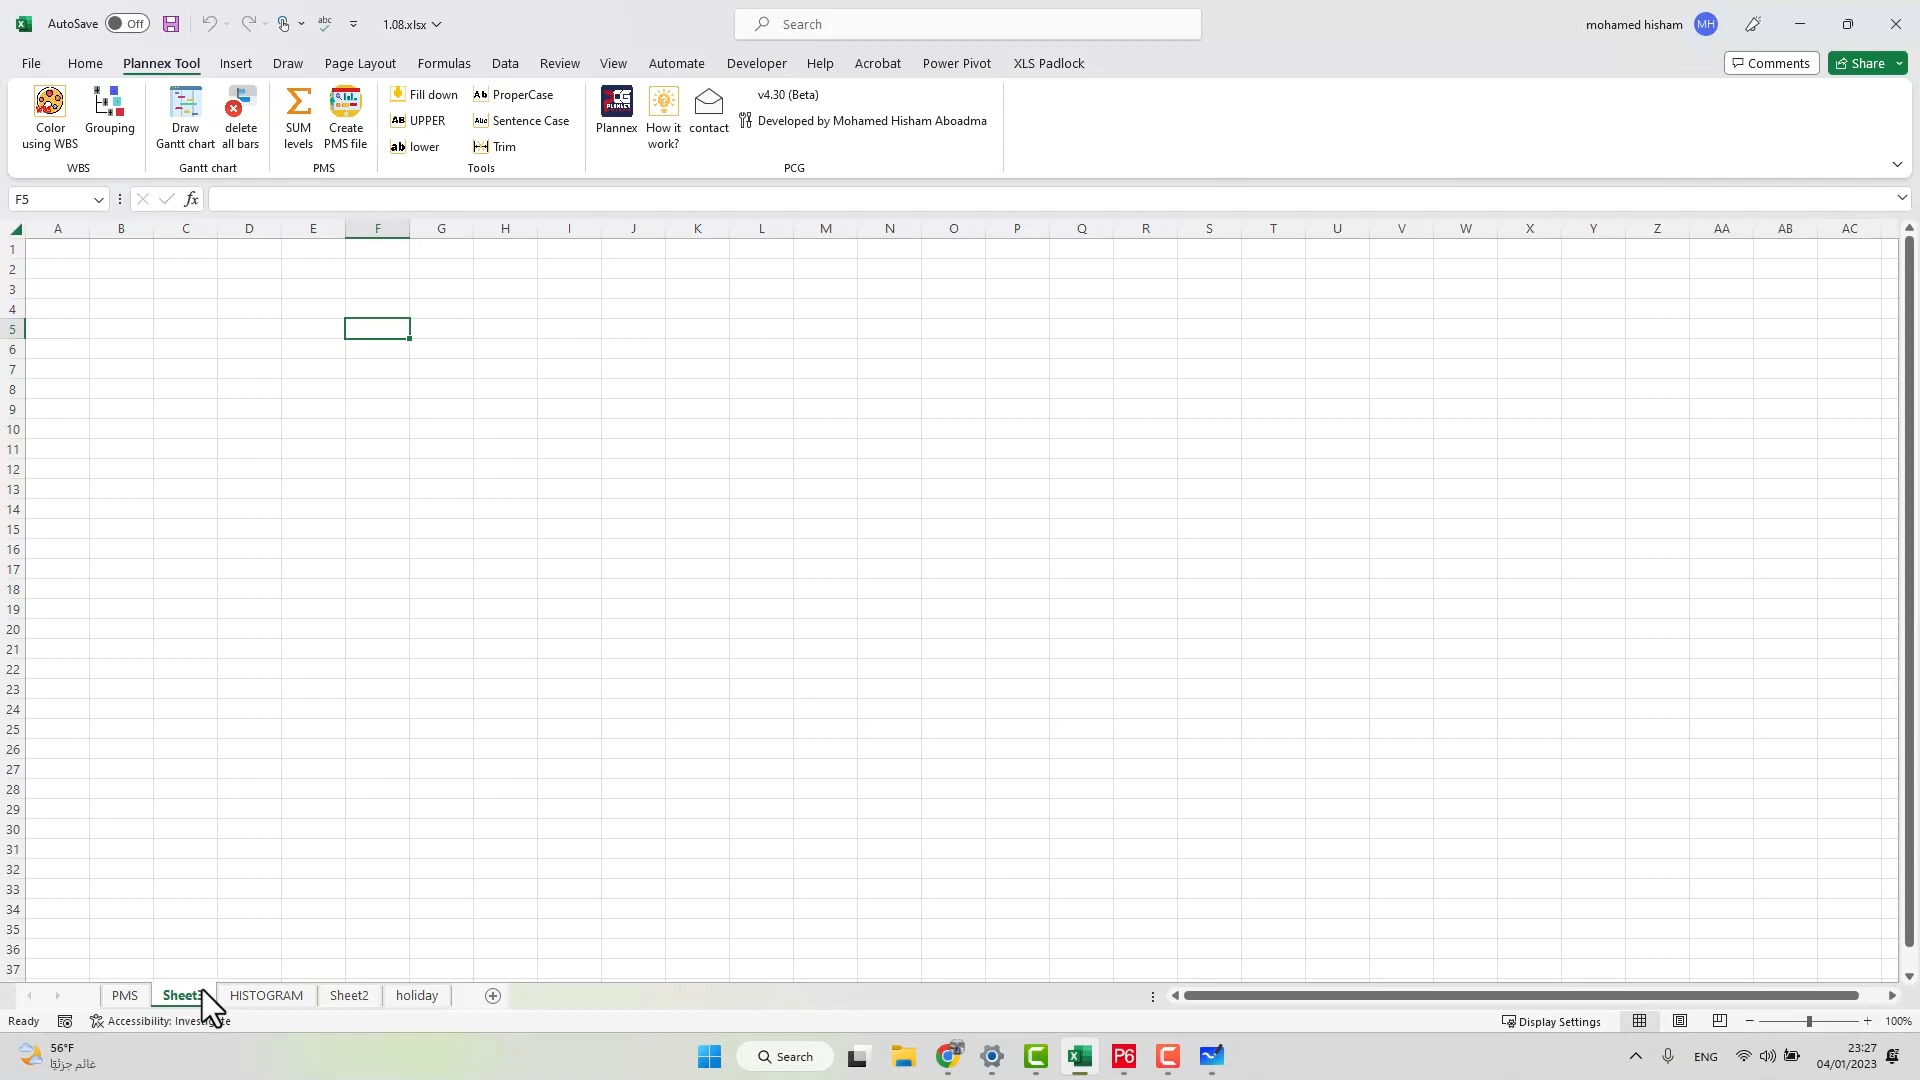 AutoSave Off abc 1.08.xlsx Search mohamed hisham MH
File Home Plannex Tool Insert Draw Page Layout Formulas Data Review View Automate Developer Help Acrobat Power Pivot XLS Padlock Comments Share
Color using WBS
Grouping
WBS
Draw Gantt chart
delete all bars
Gantt chart
SUM levels
Create PMS file
PMS
Fill down
UPPER
lower
ProperCase
Sentence Case
Trim
Tools
Plannex
How it work?
contact
v4.30 (Beta)
Developed by Mohamed Hisham Aboadma
PCG
F5 fx
A B C D E F G H I J K L M N O P Q R S T U V W X Y Z AA AB AC
1
2
3
4
5
6
7
8
9
10
11
12
13
14
15
16
17
18
19
20
21
22
23
24
25
26
27
28
29
30
31
32
33
34
35
36
37
PMS HISTOGRAM Sheet2 holiday
Ready Accessibility: Investigate Display Settings 100%
56°F
غائم جزئيًا
Search P6 ENG
23:27
04/01/2023